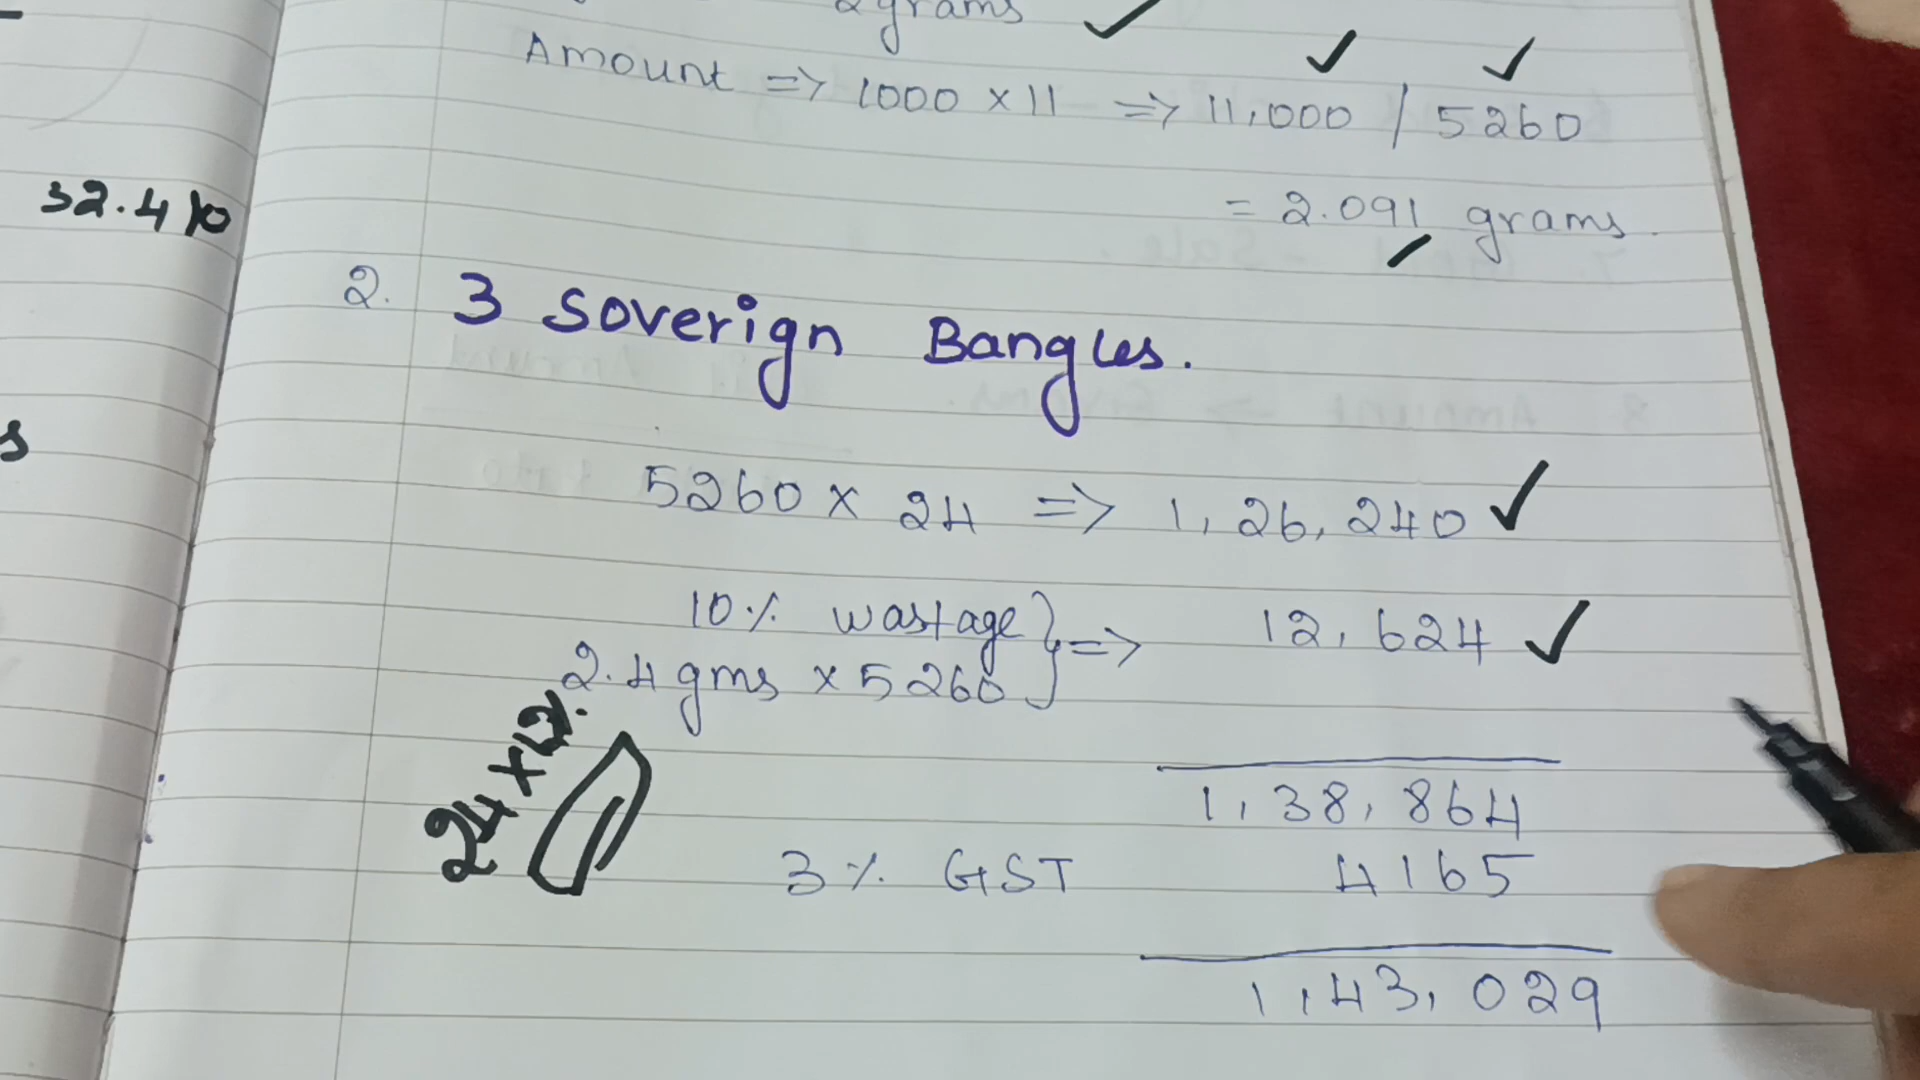 2 grams
Amount => 1000 x 11 => 11,000 / 5260
= 2.091 grams.
32.410
2. 3 Soverign Bangles.
s
5260 x 24 => 1,26,240
10% wastage } => 12,624
2.4 gms x 5260
24 x
1,38,864
3% GST 4165
1,43,029